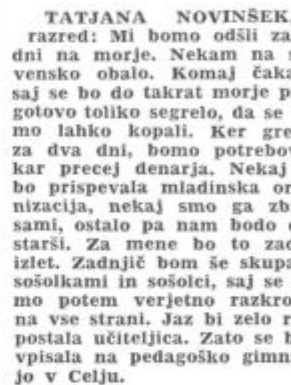 TATJANA NOVINŠEK,
razred: Mi bomo odšli za
dni na morje. Nekam na
vensko obalo. Komaj
saj se bo do takrat morje
gotovo toliko segrelo, da se
mo lahko kopali. Ker
za dva dni, bomo
kar precej denarja. Nekaj
bo prispevala mladinska
nizacija, nekaj smo ga
sami, ostalo pa nam bodo
starši. Za mene bo to
izlet. Zadnjič bom še
sošolkami in sošolci, saj se
mo potem verjetno
na vse strani. Jaz bi zelo
postala učiteljica. Zato se
vpisala na pedagoško
jo v Celju.